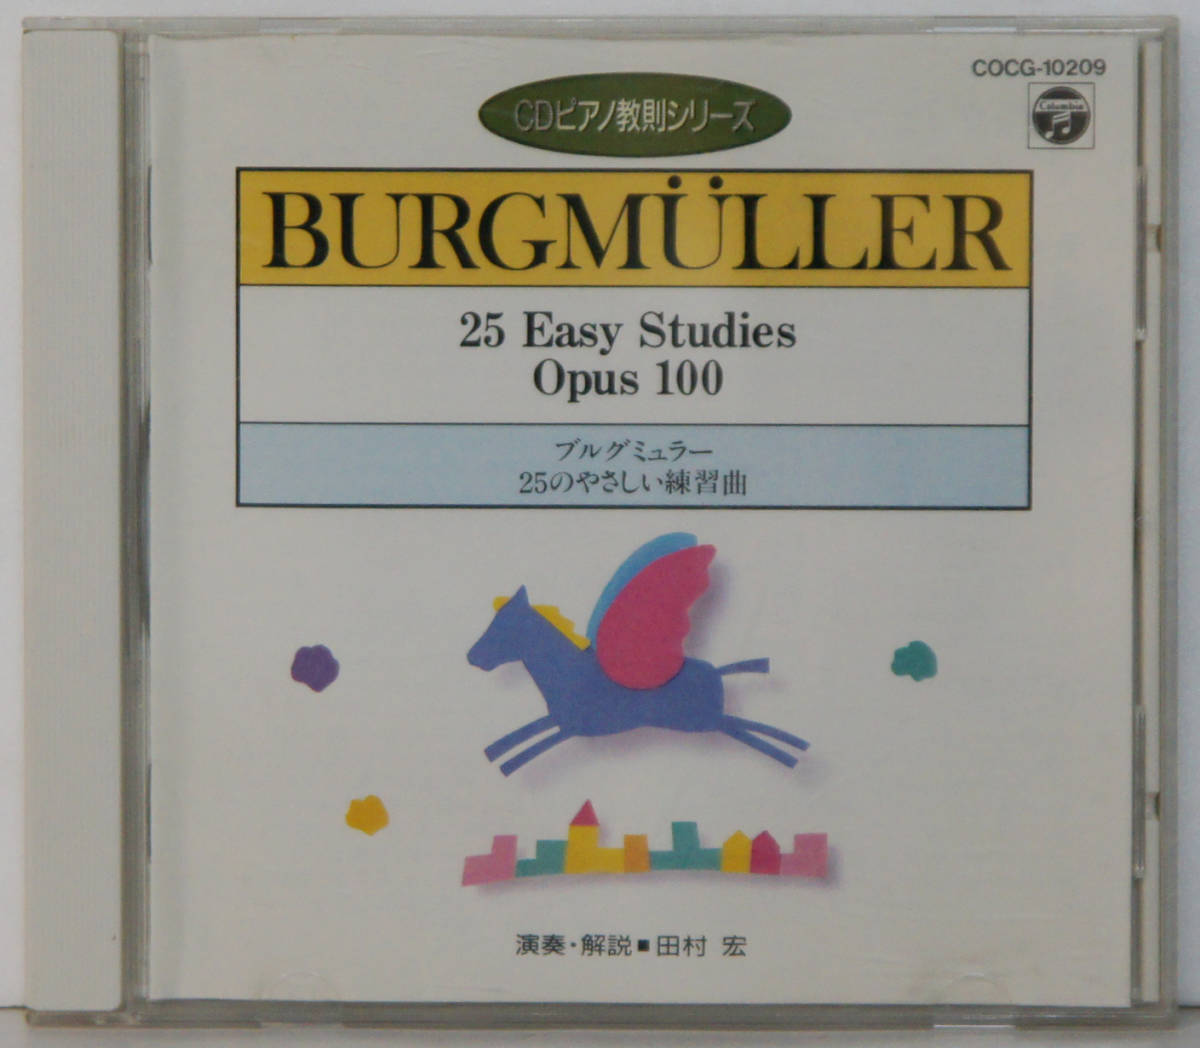 COCG-10209
Columbia
CDピアノ教則シリーズ
BURGMÜLLER
25 Easy Studies
Opus 100
ブルグミュラー
25のやさしい練習曲
演奏・解説■田村 宏